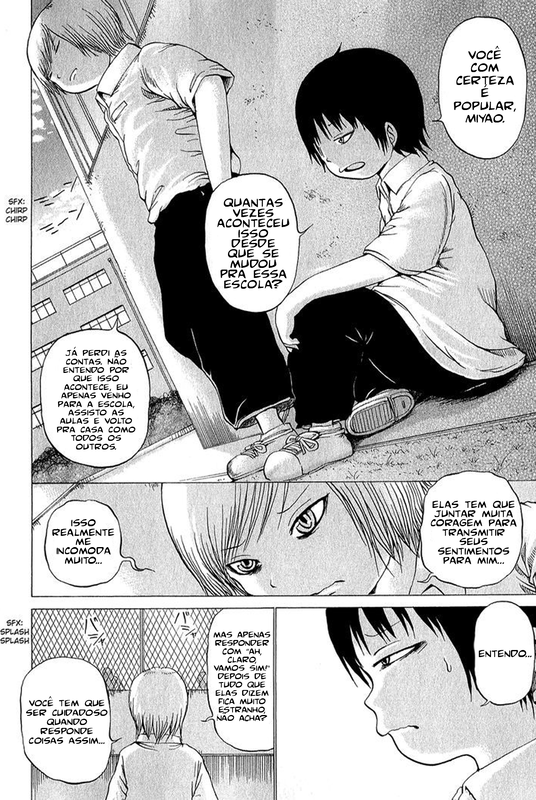 VOCÊ
COM
CERTEZA
É
POPULAR,
MIYAO.
SFX:
CHIRP
CHIRP
QUANTAS
VEZES
ACONTECEU
ISSO
DESDE
QUE SE
MUDOU
PRA ESSA
ESCOLA?
JÁ PERDI AS
CONTAS. NÃO
ENTENDO POR
QUE ISSO
ACONTECE, EU
APENAS VENHO
PARA A ESCOLA,
ASSISTO AS
AULAS E VOLTO
PRA CASA COMO
TODOS OS
OUTROS.
ELAS TEM QUE
JUNTAR MUITA
CORAGEM PARA
TRANSMITIR
SEUS
SENTIMENTOS
PARA MIM...
ISSO
REALMENTE
ME
NCOMODA
MUITO...
ENTENDO...
SFX:
SPLASH
SPLASH
MAS APENAS
RESPONDER
COM "AH,
CLARO,
VAMOS SIM!"
DEPOIS DE
TUDO QUE
ELAS DIZEM
FICA MUITO
ESTRANHO,
NÃO ACHA?
VOCÊ TEM QUE
SER CUIDADOSO
QUANDO
RESPONDE
COISAS ASSIM...